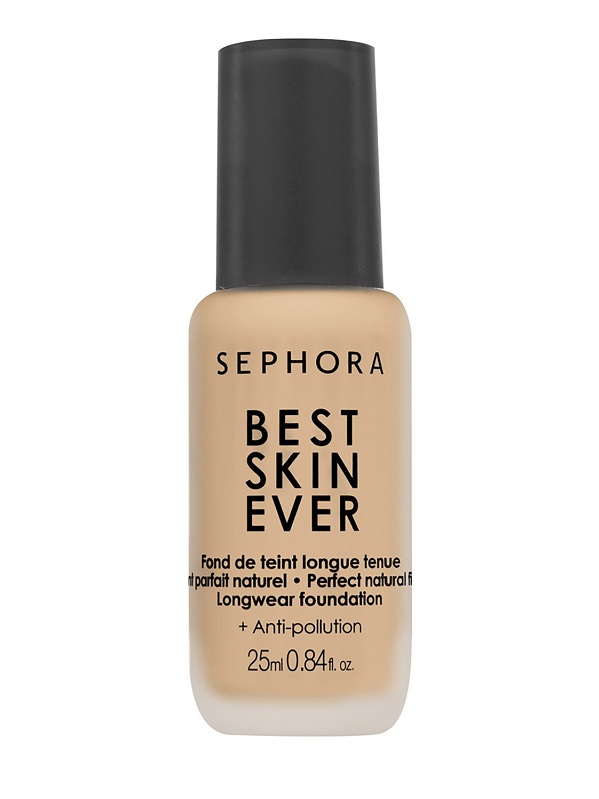 SEPHORA
BEST
SKIN
EVER
Fond de teint longue tenue
parfait naturel • Perfect natural
Longwear foundation
+ Anti-pollution
25ml 0.84fl. oz.